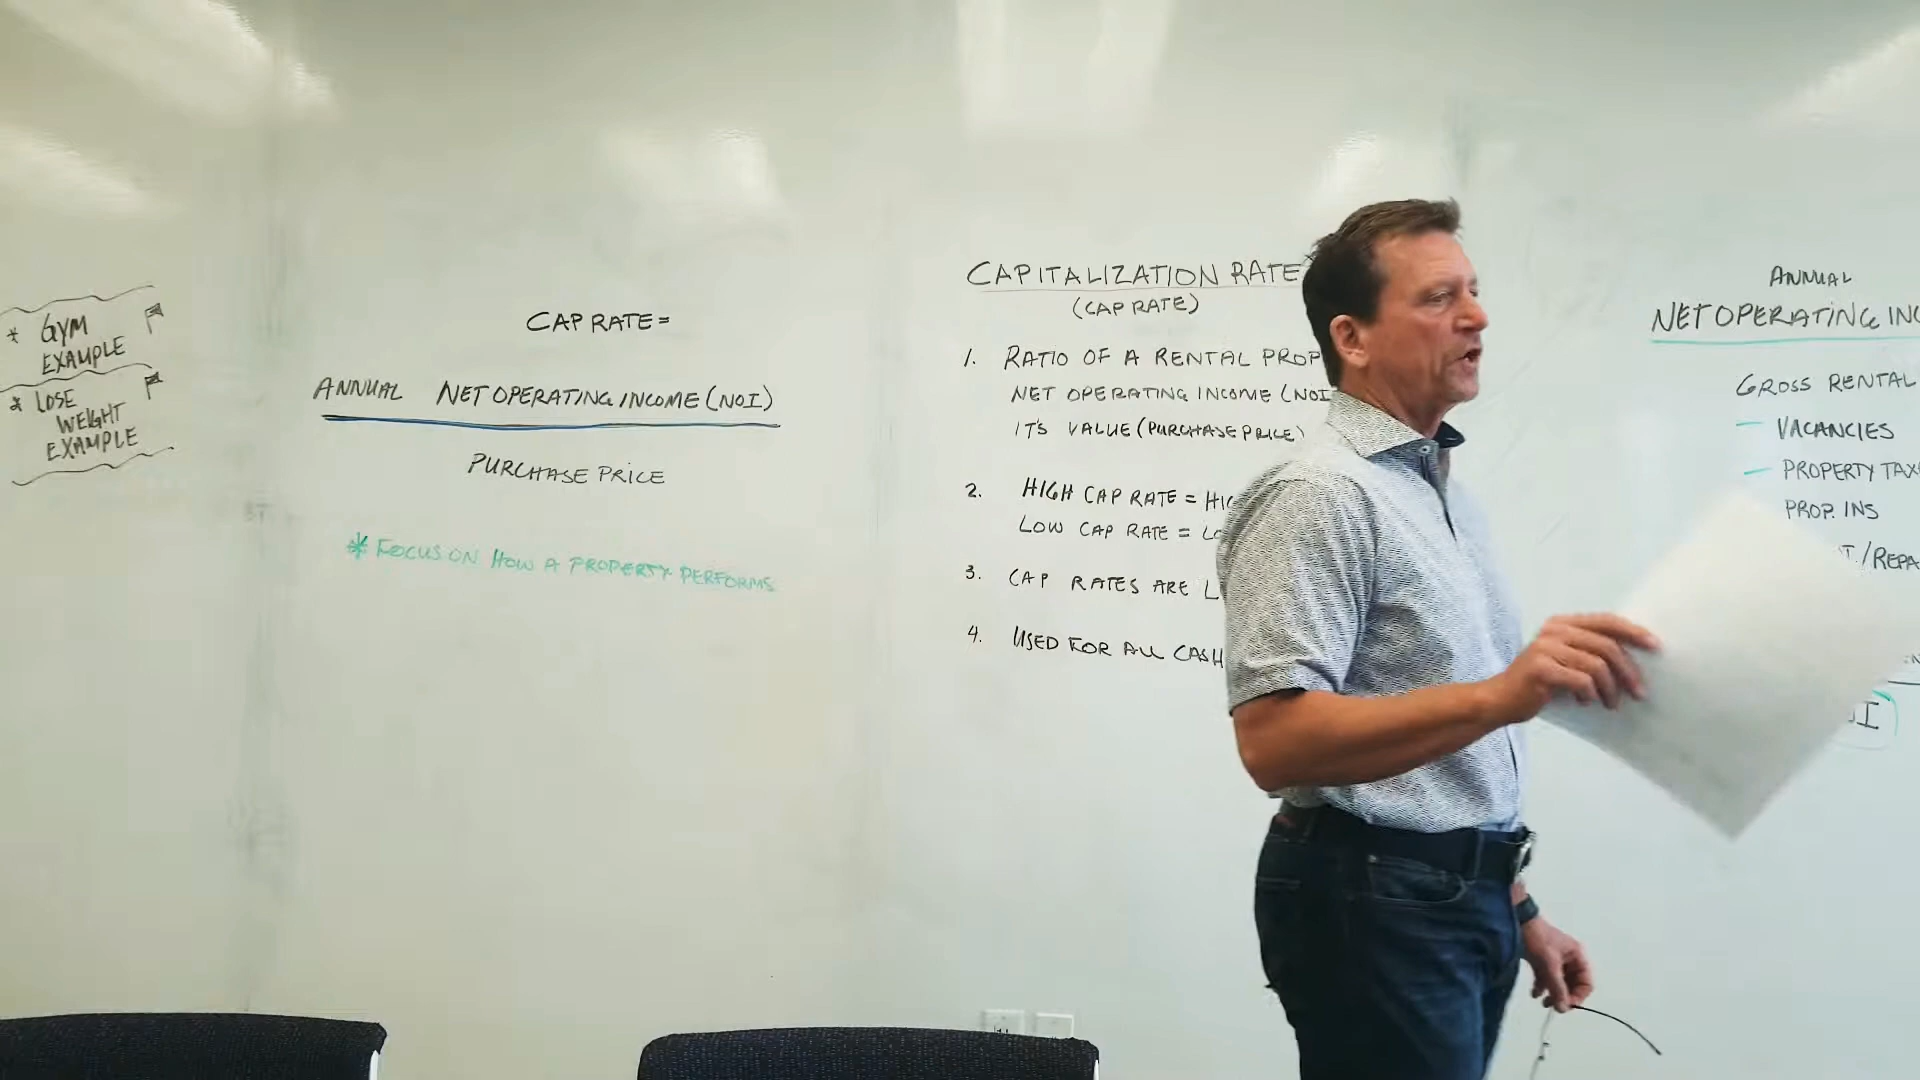 * GYM
EXAMPLE
* LOSE
WEIGHT
EXAMPLE
CAP RATE =
ANNUAL NET OPERATING INCOME (NOI)
PURCHASE PRICE
* FOCUS ON HOW A PROPERTY PERFORMS
CAPITALIZATION RATE
(CAP RATE)
1. RATIO OF A RENTAL PROP
NET OPERATING INCOME (NOI
IT'S VALUE (PURCHASE PRICE)
2. HIGH CAP RATE = HIG
LOW CAP RATE = LO
3. CAP RATES ARE L
4. USED FOR ALL CASH
ANNUAL
NET OPERATING INC
GROSS RENTAL
- VACANCIES
- PROPERTY TAX
PROP. INS
T/REPA
OI